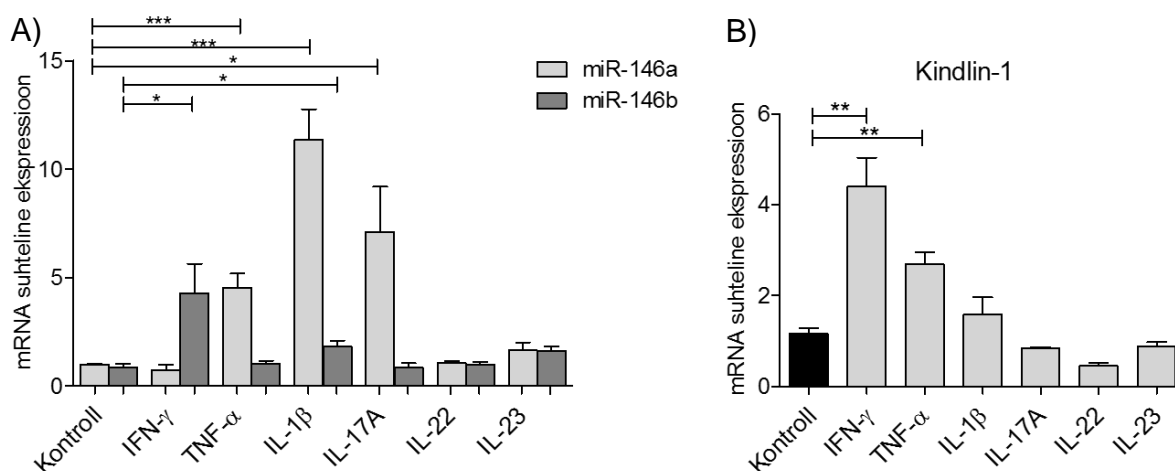 A)
mRNA suhteline ekspressioon
15
10
5
0
***
***
*
*
*
miR-146a
miR-146b
Kontroll
IFN-γ
TNF-α
IL-1β
IL-17A
IL-22
IL-23
B)
Kindlin-1
mRNA suhteline ekspressioon
6
4
2
0
**
**
Kontroll
IFN-γ
TNF-α
IL-1β
IL-17A
IL-22
IL-23